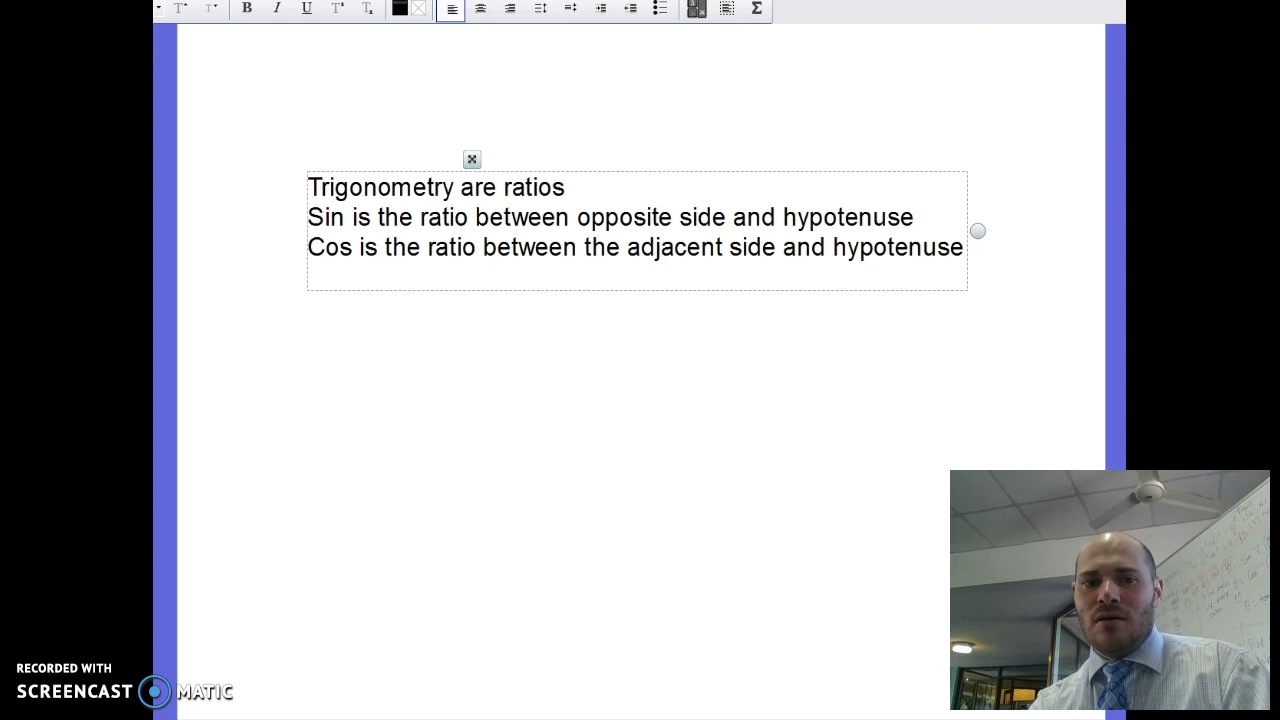 Trigonometry are ratios
Sin is the ratio between opposite side and hypotenuse
Cos is the ratio between the adjacent side and hypotenuse
RECORDED WITH
SCREENCAST MATIC